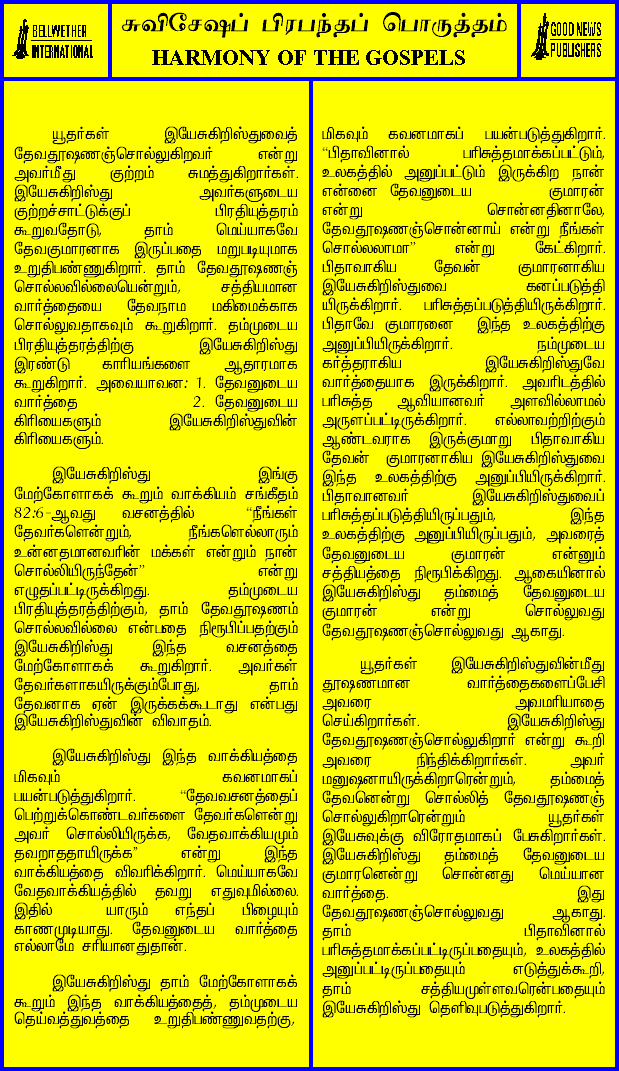 BELLWETHER
INTERNATIONAL
சுவிசேஷப் பிரபந்தப் பொருத்தம்
HARMONY OF THE GOSPELS
GOOD NEWS
PUBLISHERS
யூதர்கள் இயேசுகிறிஸ்துவைத்
தேவதூஷணஞ்சொல்லுகிறவர் என்று
அவர்மீது குற்றம் சுமத்துகிறார்கள்.
இயேசுகிறிஸ்து அவர்களுடைய
குற்றச்சாட்டுக்குப் பிரதியுத்தரம்
கூறுவதோடு, தாம் மெய்யாகவே
தேவகுமாரனாக இருப்பதை மறுபடியுமாக
உறுதிபண்ணுகிறார். தாம் தேவதூஷணஞ்
சொல்லவில்லையென்றும், சத்தியமான
வார்த்தையை தேவநாம மகிமைக்காக
சொல்லுவதாகவும் கூறுகிறார். தம்முடைய
பிரதியுத்தரத்திற்கு இயேசுகிறிஸ்து
இரண்டு காரியங்களை ஆதாரமாக
கூறுகிறார். அவையாவன: 1. தேவனுடைய
வார்த்தை 2. தேவனுடைய
கிரியைகளும் இயேசுகிறிஸ்துவின்
கிரியைகளும்.
இயேசுகிறிஸ்து இங்கு
மேற்கோளாகக் கூறும் வாக்கியம் சங்கீதம்
82:6-ஆவது வசனத்தில் "நீங்கள்
தேவர்களென்றும், நீங்களெல்லாரும்
உன்னதமானவரின் மக்கள் என்றும் நான்
சொல்லியிருந்தேன்" என்று
எழுதப்பட்டிருக்கிறது. தம்முடைய
பிரதியுத்தரத்திற்கும், தாம் தேவதூஷணம்
சொல்லவில்லை என்பதை நிரூபிப்பதற்கும்
இயேசுகிறிஸ்து இந்த வசனத்தை
மேற்கோளாகக் கூறுகிறார். அவர்கள்
தேவர்களாகயிருக்கும்போது, தாம்
தேவனாக ஏன் இருக்கக்கூடாது என்பது
இயேசுகிறிஸ்துவின் விவாதம்.
இயேசுகிறிஸ்து இந்த வாக்கியத்தை
மிகவும் கவனமாகப்
பயன்படுத்துகிறார். "தேவவசனத்தைப்
பெற்றுக்கொண்டவர்களை தேவர்களென்று
அவர் சொல்லியிருக்க, வேதவாக்கியமும்
தவறாததாயிருக்க" என்று இந்த
வாக்கியத்தை விவரிக்கிறார். மெய்யாகவே
வேதவாக்கியத்தில் தவறு எதுவுமில்லை.
இதில் யாரும் எந்தப் பிழையும்
காணமுடியாது. தேவனுடைய வார்த்தை
எல்லாமே சரியானதுதான்.
இயேசுகிறிஸ்து தாம் மேற்கோளாகக்
கூறும் இந்த வாக்கியத்தைத், தம்முடைய
தெய்வத்துவத்தை உறுதிபண்ணுவதற்கு,
மிகவும் கவனமாகப் பயன்படுத்துகிறார்.
"பிதாவினால் பரிசுத்தமாக்கப்பட்டும்,
உலகத்தில் அனுப்பட்டும் இருக்கிற நான்
என்னை தேவனுடைய குமாரன்
என்று சொன்னதினாலே,
தேவதூஷணஞ்சொன்னாய் என்று நீங்கள்
சொல்லலாமா" என்று கேட்கிறார்.
பிதாவாகிய தேவன் குமாரனாகிய
இயேசுகிறிஸ்துவை கனப்படுத்தி
யிருக்கிறார். பரிசுத்தப்படுத்தியிருக்கிறார்.
பிதாவே குமாரனை இந்த உலகத்திற்கு
அனுப்பியிருக்கிறார். நம்முடைய
கர்த்தராகிய இயேசுகிறிஸ்துவே
வார்த்தையாக இருக்கிறார். அவரிடத்தில்
பரிசுத்த ஆவியானவர் அளவில்லாமல்
அருளப்பட்டிருக்கிறார். எல்லாவற்றிற்கும்
ஆண்டவராக இருக்குமாறு பிதாவாகிய
தேவன் குமாரனாகிய இயேசுகிறிஸ்துவை
இந்த உலகத்திற்கு அனுப்பியிருக்கிறார்.
பிதாவானவர் இயேசுகிறிஸ்துவைப்
பரிசுத்தப்படுத்தியிருப்பதும், இந்த
உலகத்திற்கு அனுப்பியிருப்பதும், அவரைத்
தேவனுடைய குமாரன் என்னும்
சத்தியத்தை நிரூபிக்கிறது. ஆகையினால்
இயேசுகிறிஸ்து தம்மைத் தேவனுடைய
குமாரன் என்று சொல்லுவது
தேவதூஷணஞ்சொல்லுவது ஆகாது.
யூதர்கள் இயேசுகிறிஸ்துவின்மீது
தூஷணமான வார்த்தைகளைப்பேசி
அவரை அவமரியாதை
செய்கிறார்கள். இயேசுகிறிஸ்து
தேவதூஷணஞ்சொல்லுகிறார் என்று கூறி
அவரை நிந்திக்கிறார்கள். அவர்
மனுஷனாயிருக்கிறாரென்றும், தம்மைத்
தேவனென்று சொல்லித் தேவதூஷணஞ்
சொல்லுகிறாரென்றும் யூதர்கள்
இயேசுவுக்கு விரோதமாகப் பேசுகிறார்கள்.
இயேசுகிறிஸ்து தம்மைத் தேவனுடைய
குமாரனென்று சொன்னது மெய்யான
வார்த்தை. இது
தேவதூஷணஞ்சொல்லுவது ஆகாது.
தாம் பிதாவினால்
பரிசுத்தமாக்கப்பட்டிருப்பதையும், உலகத்தில்
அனுப்பட்டிருப்பதையும் எடுத்துக்கூறி,
தாம் சத்தியமுள்ளவரென்பதையும்
இயேசுகிறிஸ்து தெளிவுபடுத்துகிறார்.